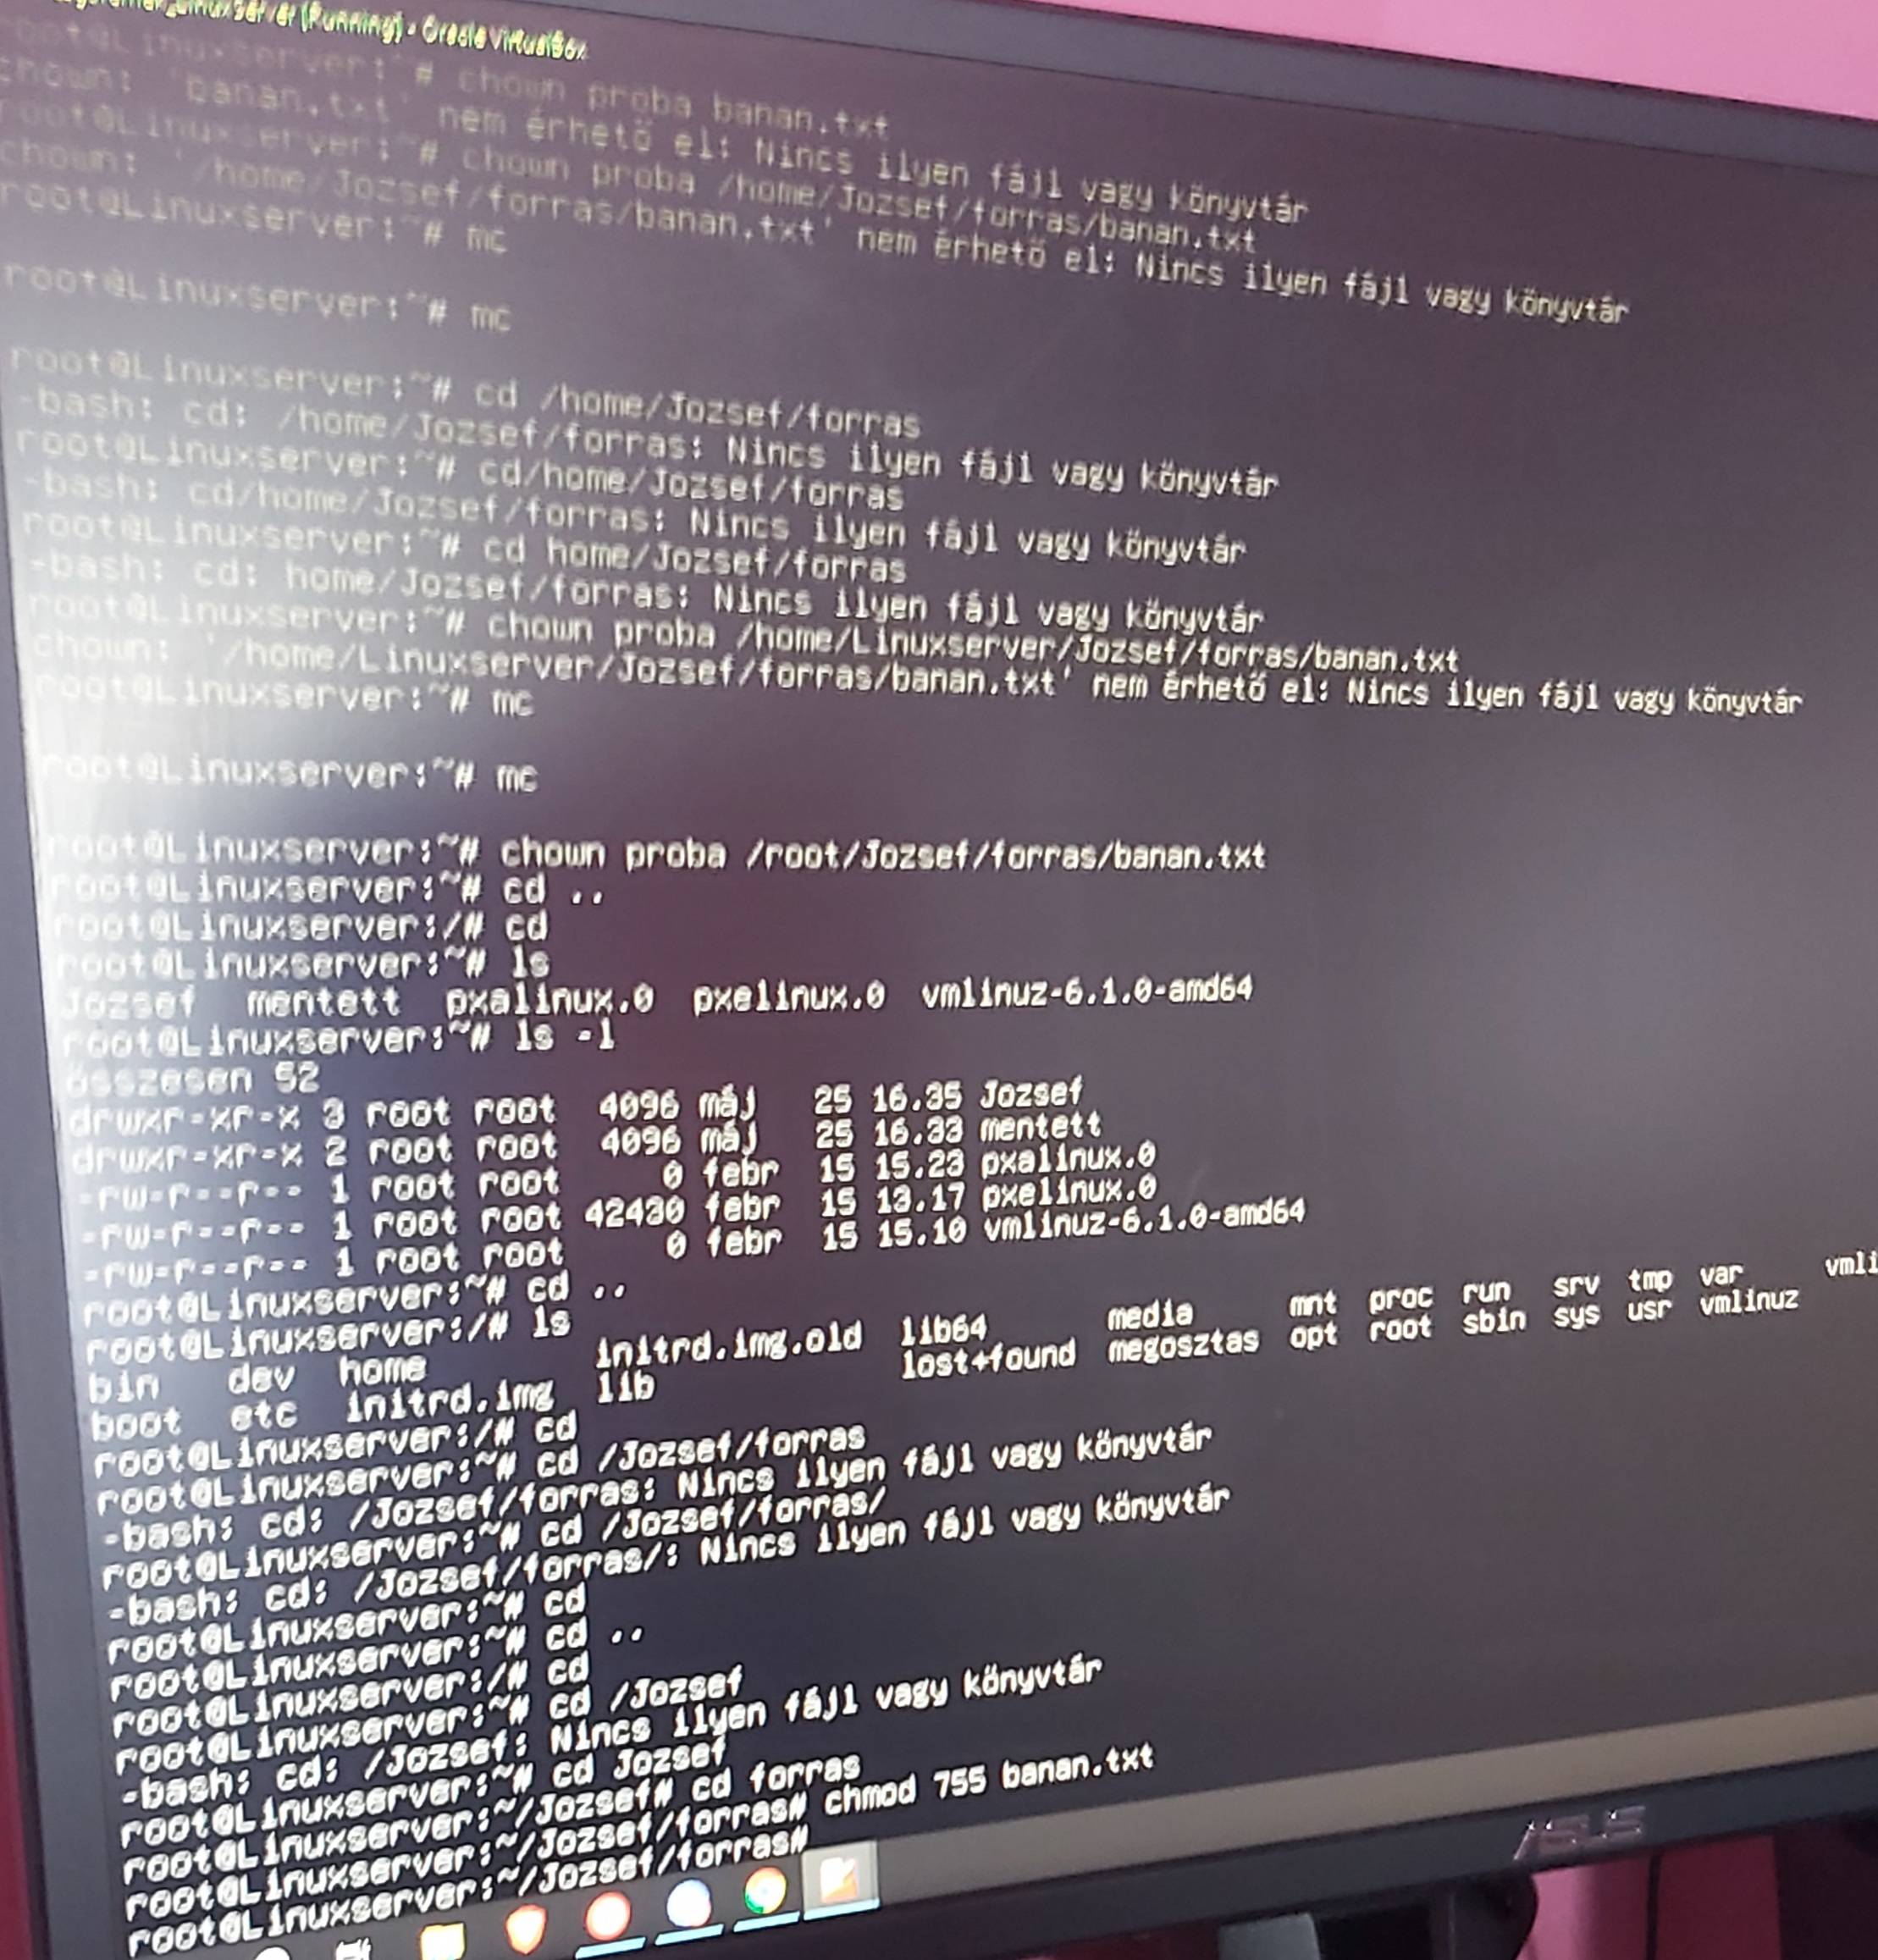 Server (Running) - Oracle VirtualBox
root@Linuxserver:~# chown proba banan.txt
chown: 'banan.txt' nem érhető el: Nincs ilyen fájl vagy könyvtár
root@Linuxserver:~# chown proba /home/Jozsef/forras/banan.txt
chown: '/home/Jozsef/forras/banan.txt' nem érhető el: Nincs ilyen fájl vagy könyvtár
root@Linuxserver:~# mc
root@Linuxserver:~# mc
root@Linuxserver:~# cd /home/Jozsef/forras
-bash: cd: /home/Jozsef/forras: Nincs ilyen fájl vagy könyvtár
root@Linuxserver:~# cd/home/Jozsef/forras
-bash: cd/home/Jozsef/forras: Nincs ilyen fájl vagy könyvtár
root@Linuxserver:~# cd home/Jozsef/forras
-bash: cd: home/Jozsef/forras: Nincs ilyen fájl vagy könyvtár
root@Linuxserver:~# chown proba /home/Linuxserver/Jozsef/forras/banan.txt
chown: '/home/Linuxserver/Jozsef/forras/banan.txt' nem érhető el: Nincs ilyen fájl vagy könyvtár
root@Linuxserver:~# mc
root@Linuxserver:~# mc
root@Linuxserver:~# chown proba /root/Jozsef/forras/banan.txt
root@Linuxserver:~# cd ..
root@Linuxserver:/# cd
root@Linuxserver:~# ls
Jozsef mentett pxalinux.0 pxelinux.0 vmlinuz-6.1.0-amd64
root@Linuxserver:~# ls -l
összesen 52
drwxr-xr-x 3 root root 4096 máj 25 16.35 Jozsef
drwxr-xr-x 2 root root 4096 máj 25 16.33 mentett
-rw-r--r-- 1 root root 0 febr 15 15.23 pxalinux.0
-rw-r--r-- 1 root root 42430 febr 15 13.17 pxelinux.0
-rw-r--r-- 1 root root 0 febr 15 15.10 vmlinuz-6.1.0-amd64
root@Linuxserver:~# cd ..
root@Linuxserver:/# ls
bin dev home initrd.img.old lib64 media mnt proc run srv tmp var vmli
boot etc initrd.img lib lost+found megosztas opt root sbin sys usr vmlinuz
root@Linuxserver:/# cd
root@Linuxserver:~# cd /Jozsef/forras
-bash: cd: /Jozsef/forras: Nincs ilyen fájl vagy könyvtár
root@Linuxserver:~# cd /Jozsef/forras/
-bash: cd: /Jozsef/forras/: Nincs ilyen fájl vagy könyvtár
root@Linuxserver:~# cd
root@Linuxserver:~# cd ..
root@Linuxserver:/# cd
root@Linuxserver:~# cd /Jozsef
-bash: cd: /Jozsef: Nincs ilyen fájl vagy könyvtár
root@Linuxserver:~# cd Jozsef
root@Linuxserver:~/Jozsef# cd forras
root@Linuxserver:~/Jozsef/forras# chmod 755 banan.txt
root@Linuxserver:~/Jozsef/forras#
ASUS